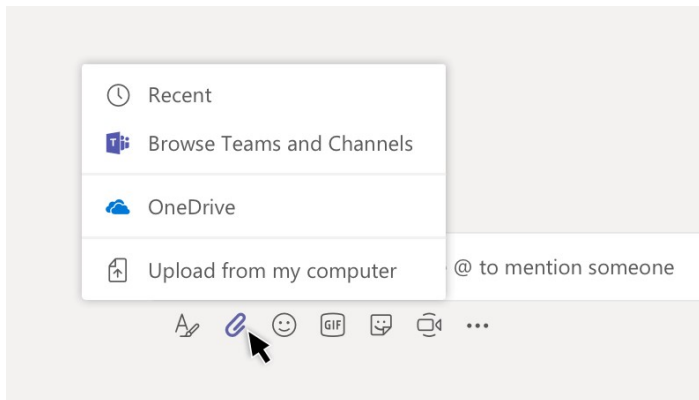 Recent
Browse Teams and Channels
OneDrive
Upload from my computer
@ to mention someone
GIF